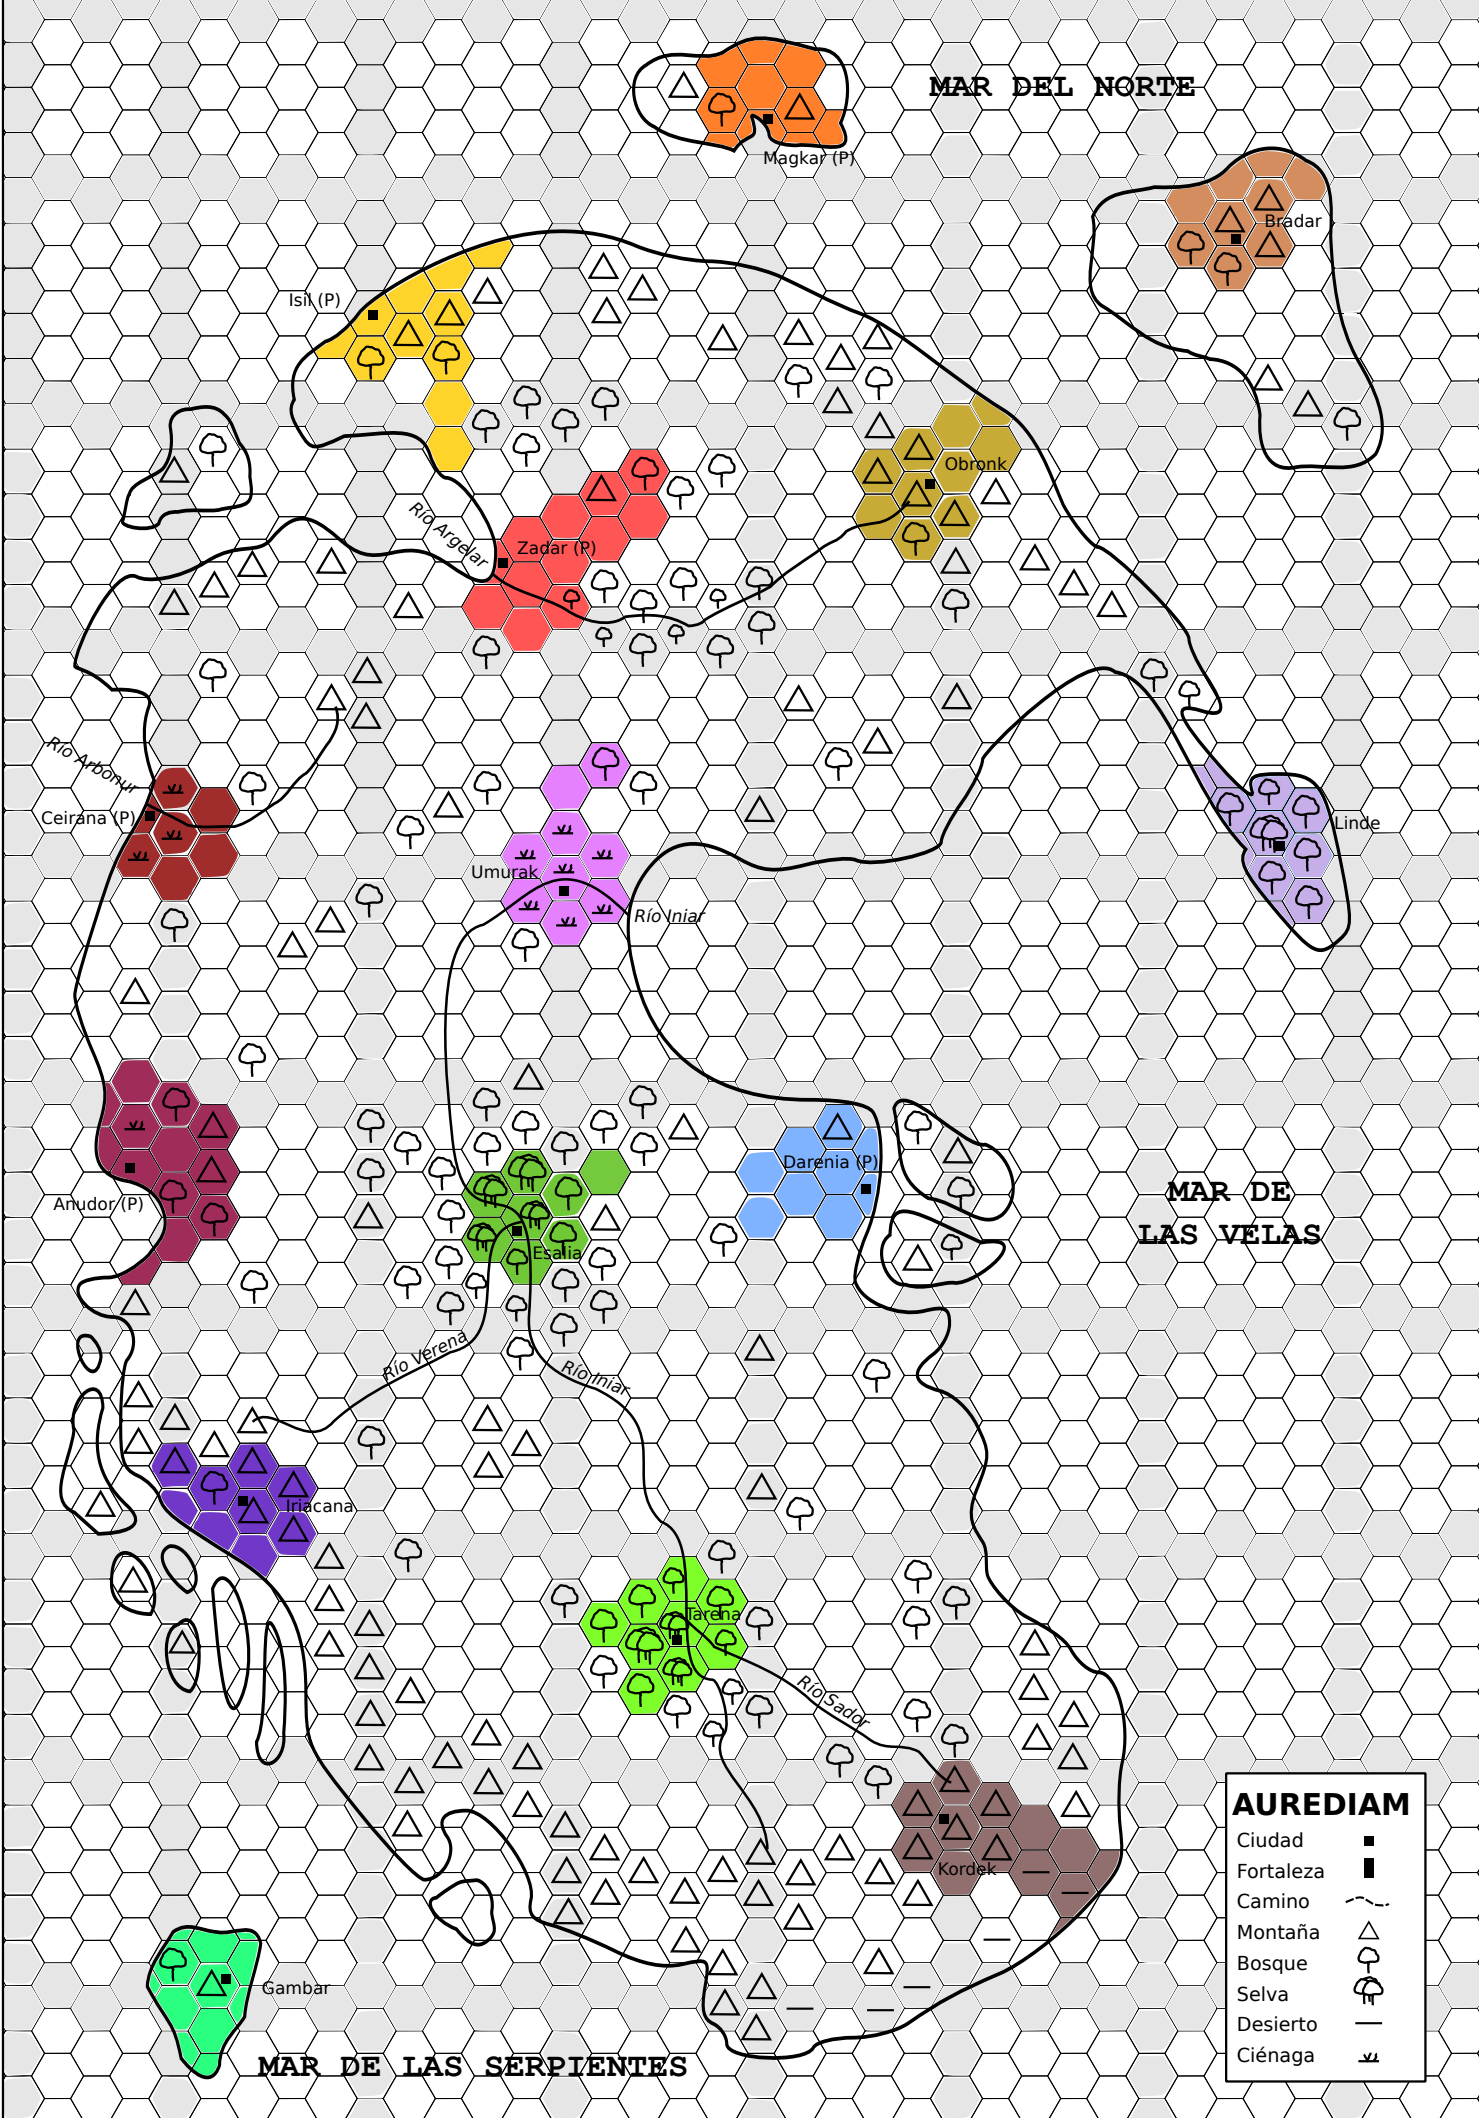 MAR DEL NORTE
Magkar (P)
Bradar
Isil (P)
Obronk
Río Argelar
Zadar (P)
Río Arbonur
Ceirana (P)
Linde
Umurak
Río Iniar
Darenia (P)
MAR DE
LAS VELAS
Anudor (P)
Esalia
Río Verena
Río Iniar
Iriacana
Tarena
Río Sador
Kordek
AUREDIAM
Ciudad
Fortaleza
Camino
Montaña
Bosque
Selva
Desierto
Ciénaga
Gambar
MAR DE LAS SERPIENTES